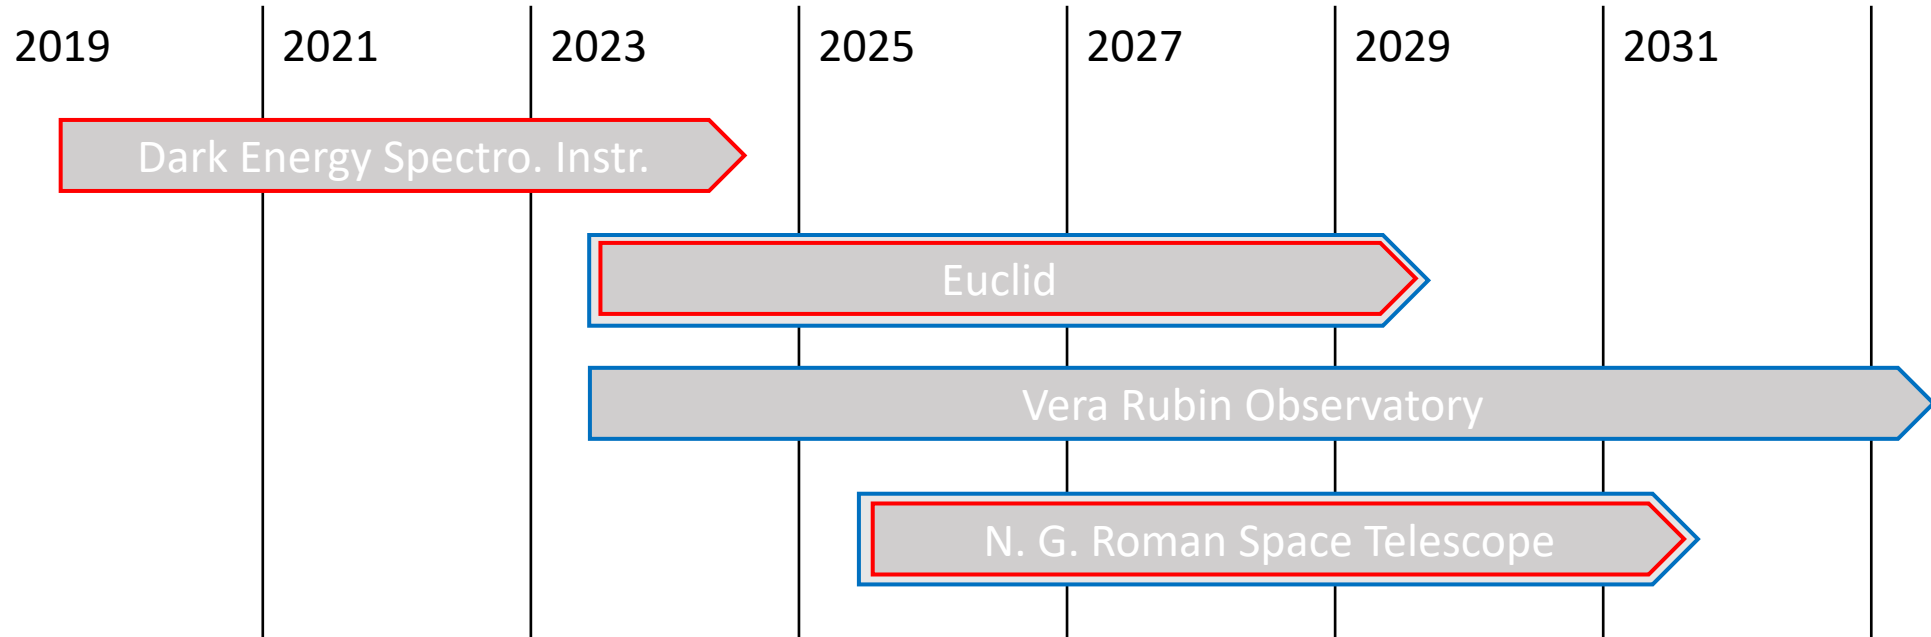 2019 2021 2023 2025 2027 2029 2031
Dark Energy Spectro. Instr.
Euclid
Vera Rubin Observatory
N. G. Roman Space Telescope